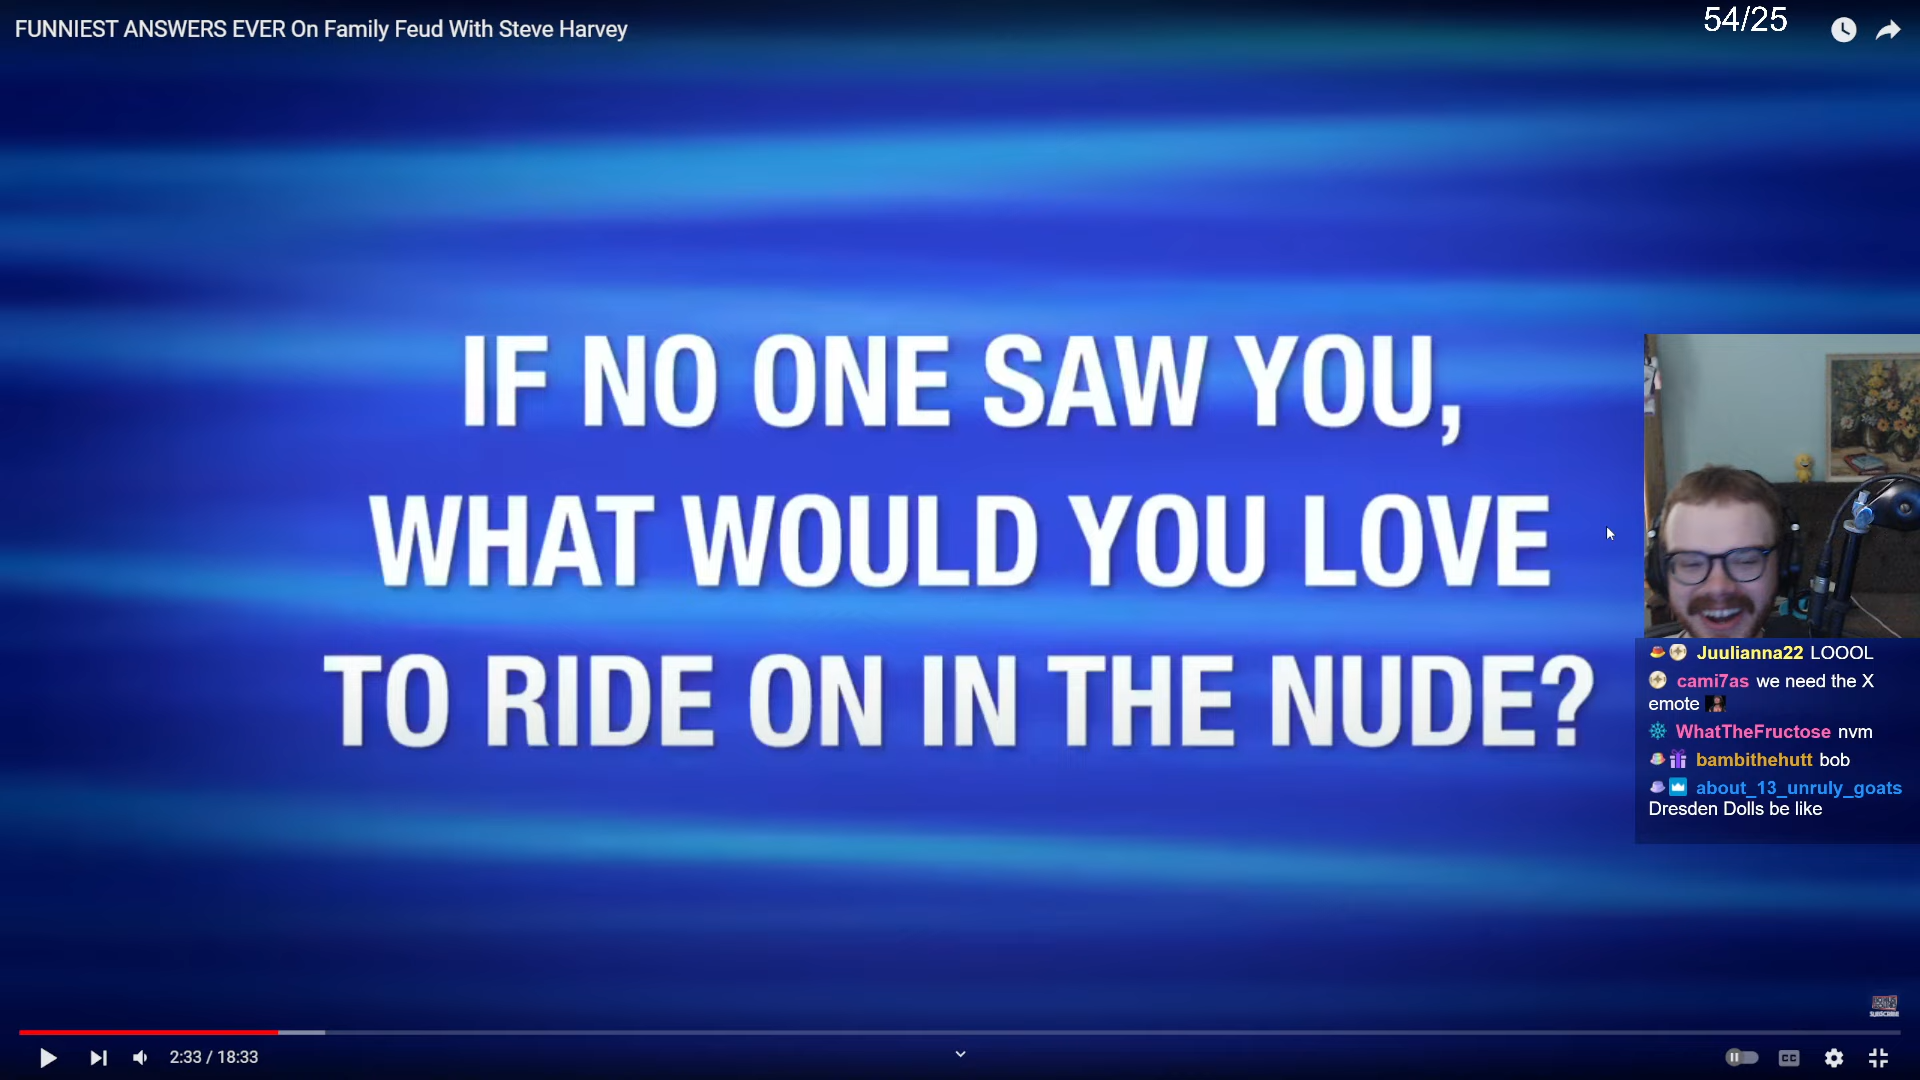 FUNNIEST ANSWERS EVER On Family Feud With Steve Harvey
54/25
IF NO ONE SAW YOU,
WHAT WOULD YOU LOVE
TO RIDE ON IN THE NUDE?
Juulianna22 LOOOL
cami7as we need the X
emote
WhatTheFructose nvm
bambithehutt bob
about_13_unruly_goats
Dresden Dolls be like
SUBSCRIBE
2:33 / 18:33
CC